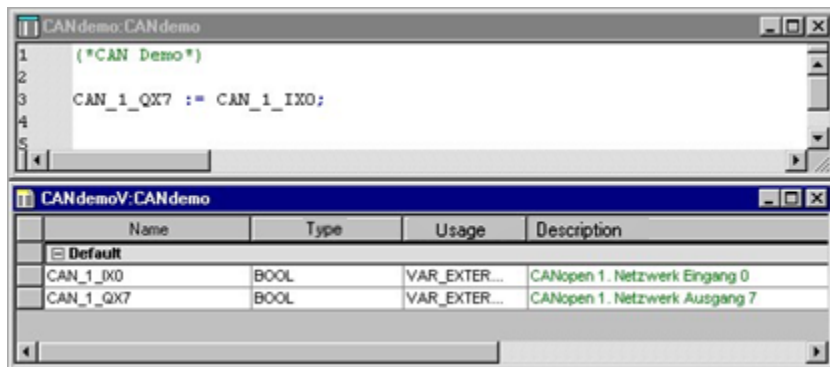 CANdemo:CANdemo
1 (*CAN Demo*)
2
3 CAN_1_QX7 := CAN_1_IX0;
4
5
CANdemoV:CANdemo
Name Type Usage Description
Default
CAN_1_IX0 BOOL VAR_EXTER... CANopen 1. Netzwerk Eingang 0
CAN_1_QX7 BOOL VAR_EXTER... CANopen 1. Netzwerk Ausgang 7